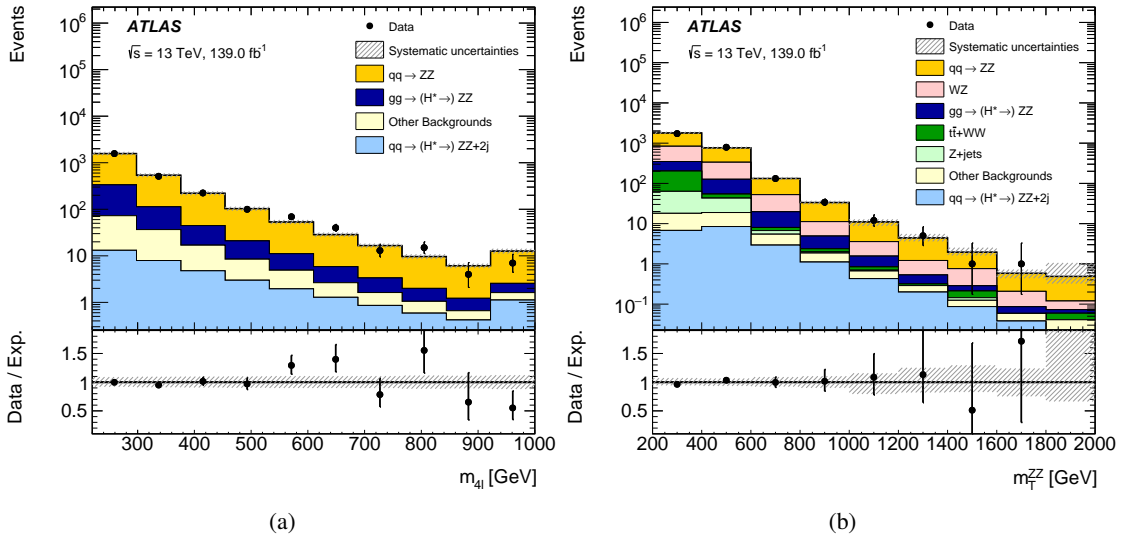 Events
10⁶
10⁵
10⁴
10³
10²
10
1
ATLAS
√s = 13 TeV, 139.0 fb⁻¹
Data
Systematic uncertainties
qq → ZZ
gg → (H* →) ZZ
Other Backgrounds
qq → (H* →) ZZ+2j
Data / Exp.
1.5
1
0.5
300 400 500 600 700 800 900 1000
m₄ₗ [GeV]
(a)
Events
10⁶
10⁵
10⁴
10³
10²
10
1
10⁻¹
ATLAS
√s = 13 TeV, 139.0 fb⁻¹
Data
Systematic uncertainties
qq → ZZ
WZ
gg → (H* →) ZZ
tt̄+WW
Z+jets
Other Backgrounds
qq → (H* →) ZZ+2j
Data / Exp.
1.5
1
0.5
200 400 600 800 1000 1200 1400 1600 1800 2000
m_T^ZZ [GeV]
(b)